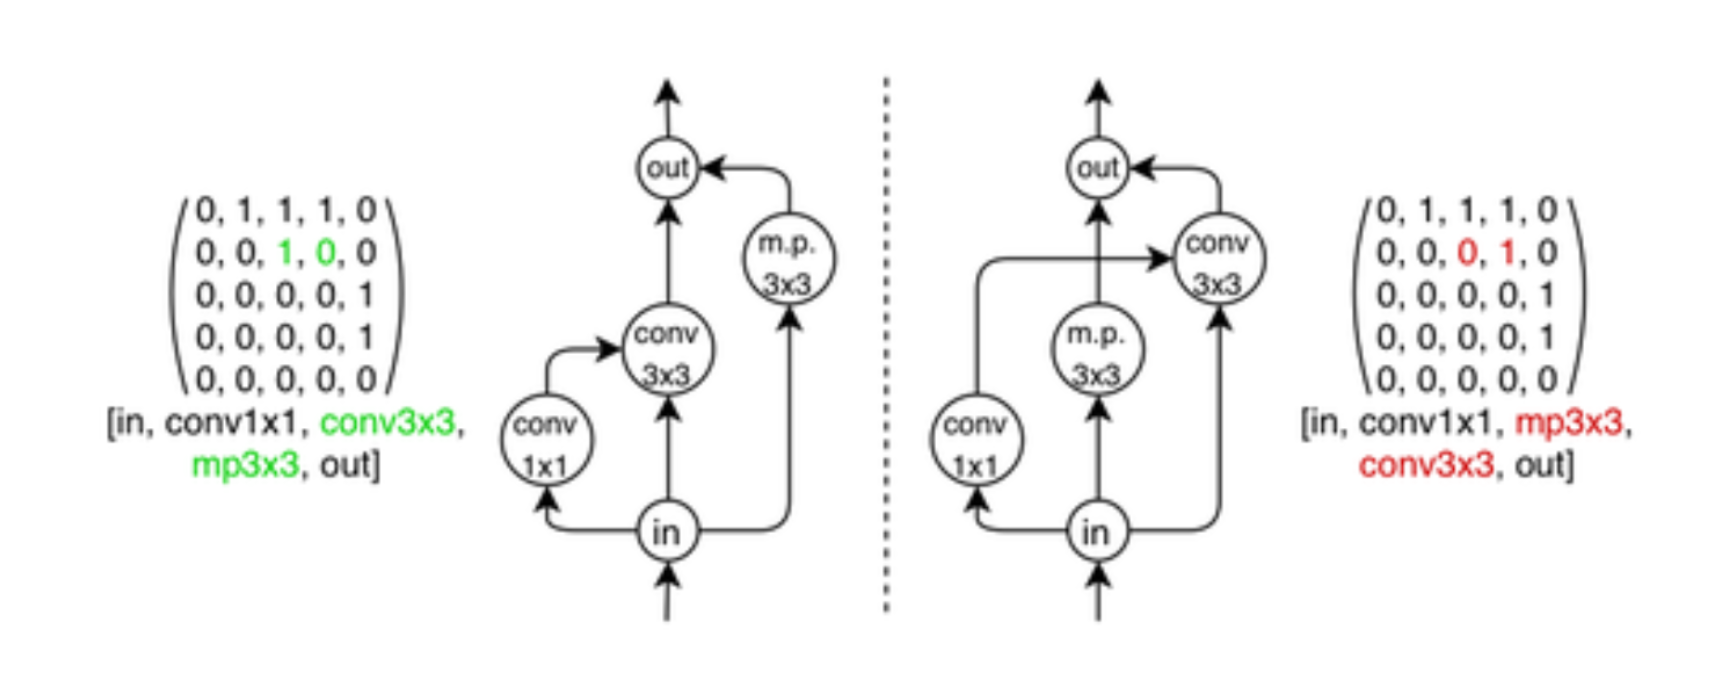 0, 1, 1, 1, 0
0, 0, 1, 0, 0
0, 0, 0, 0, 1
0, 0, 0, 0, 1
0, 0, 0, 0, 0
[in, conv1x1, conv3x3,
mp3x3, out]
out
m.p.
3x3
conv
3x3
conv
1x1
in
out
conv
3x3
m.p.
3x3
conv
1x1
in
0, 1, 1, 1, 0
0, 0, 0, 1, 0
0, 0, 0, 0, 1
0, 0, 0, 0, 1
0, 0, 0, 0, 0
[in, conv1x1, mp3x3,
conv3x3, out]